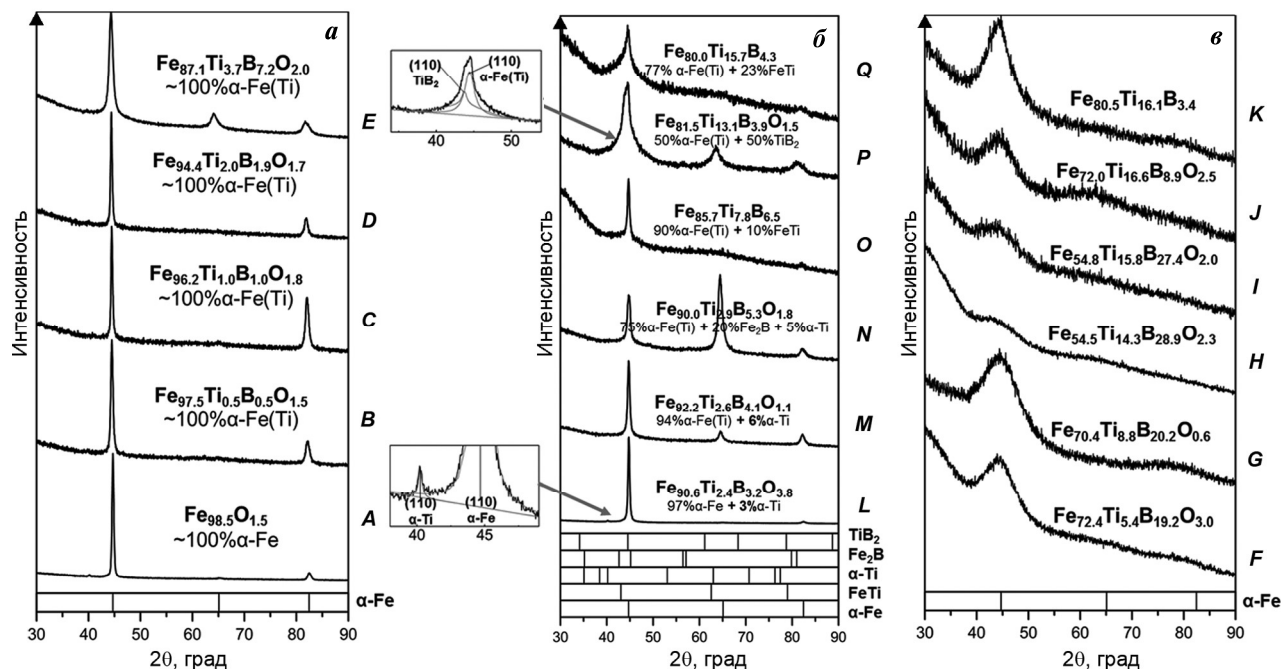 а
Интенсивность
Fe87.1Ti3.7B7.2O2.0
~100%α-Fe(Ti)
E
Fe94.4Ti2.0B1.9O1.7
~100%α-Fe(Ti)
D
Fe96.2Ti1.0B1.0O1.8
~100%α-Fe(Ti)
C
Fe97.5Ti0.5B0.5O1.5
~100%α-Fe(Ti)
B
Fe98.5O1.5
~100%α-Fe
A
α-Fe
30 40 50 60 70 80 90
2θ, град
(110)
TiB2
(110)
α-Fe(Ti)
40 50
(110)
α-Ti
(110)
α-Fe
40 45
б
Интенсивность
Fe80.0Ti15.7B4.3
77% α-Fe(Ti) + 23%FeTi
Q
Fe81.5Ti13.1B3.9O1.5
50%α-Fe(Ti) + 50%TiB2
P
Fe85.7Ti7.8B6.5
90%α-Fe(Ti) + 10%FeTi
O
Fe90.0Ti2.9B5.3O1.8
75%α-Fe(Ti) + 20%Fe2B + 5%α-Ti
N
Fe92.2Ti2.6B4.1O1.1
94%α-Fe(Ti) + 6%α-Ti
M
Fe90.6Ti2.4B3.2O3.8
97%α-Fe + 3%α-Ti
L
TiB2
Fe2B
α-Ti
FeTi
α-Fe
30 40 50 60 70 80 90
2θ, град
в
Интенсивность
Fe80.5Ti16.1B3.4
K
Fe72.0Ti16.6B8.9O2.5
J
Fe54.8Ti15.8B27.4O2.0
I
Fe54.5Ti14.3B28.9O2.3
H
Fe70.4Ti8.8B20.2O0.6
G
Fe72.4Ti5.4B19.2O3.0
F
α-Fe
30 40 50 60 70 80 90
2θ, град